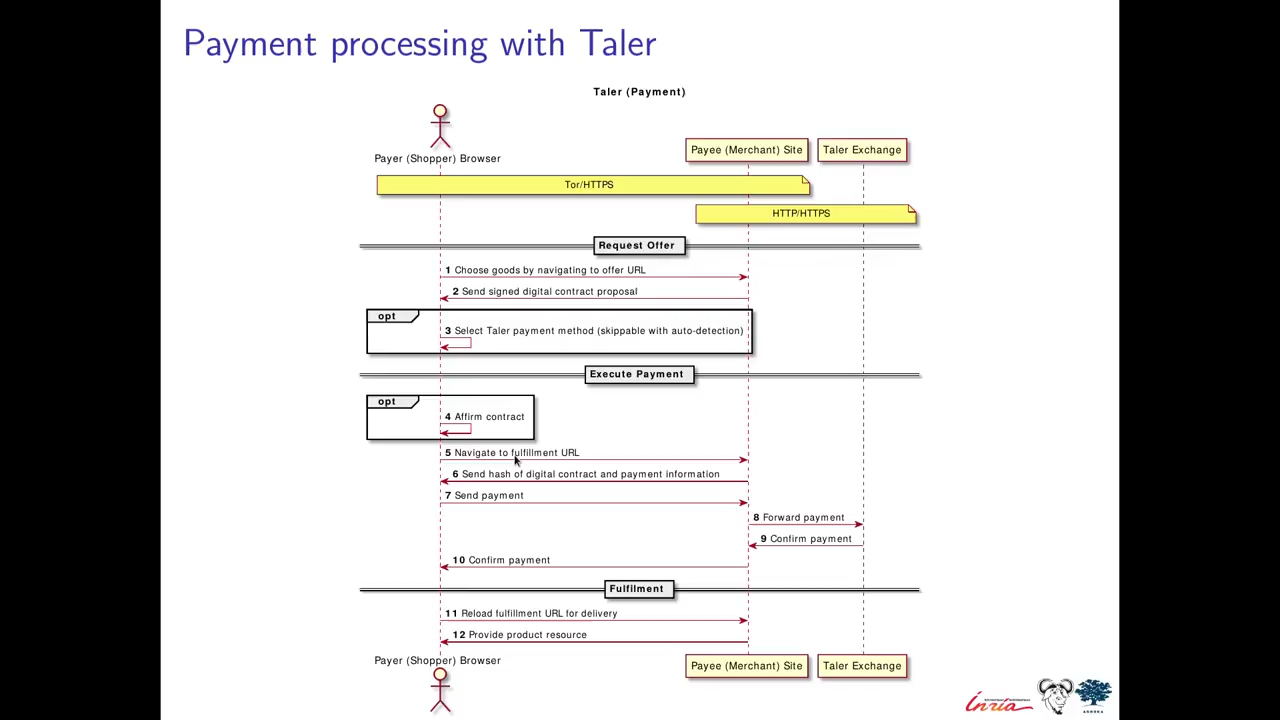 Payment processing with Taler
Taler (Payment)
Payer (Shopper) Browser
Payee (Merchant) Site
Taler Exchange
Tor/HTTPS
HTTP/HTTPS
Request Offer
1 Choose goods by navigating to offer URL
2 Send signed digital contract proposal
opt
3 Select Taler payment method (skippable with auto-detection)
Execute Payment
opt
4 Affirm contract
5 Navigate to fulfillment URL
6 Send hash of digital contract and payment information
7 Send payment
8 Forward payment
9 Confirm payment
10 Confirm payment
Fulfilment
11 Reload fulfillment URL for delivery
12 Provide product resource
Payer (Shopper) Browser
Payee (Merchant) Site
Taler Exchange
Inria
ASHOKA